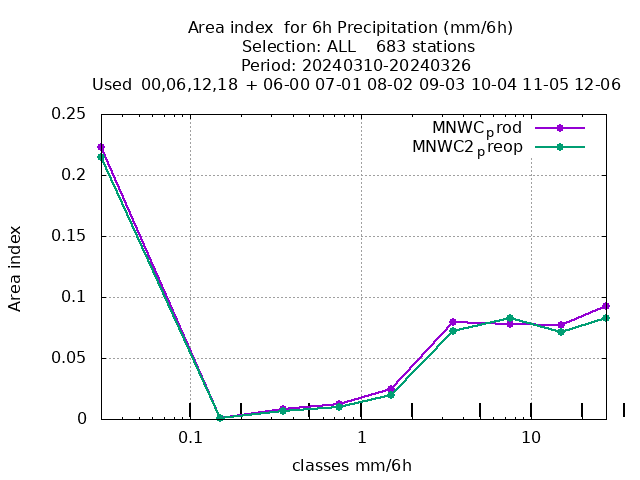 Area index  for 6h Precipitation (mm/6h)
Selection: ALL    683 stations
Period: 20240310-20240326
Used  00,06,12,18  + 06-00 07-01 08-02 09-03 10-04 11-05 12-06
MNWC_prod
MNWC2_preop
0.25
0.2
0.15
0.1
0.05
0
Area index
0.1
1
10
classes mm/6h